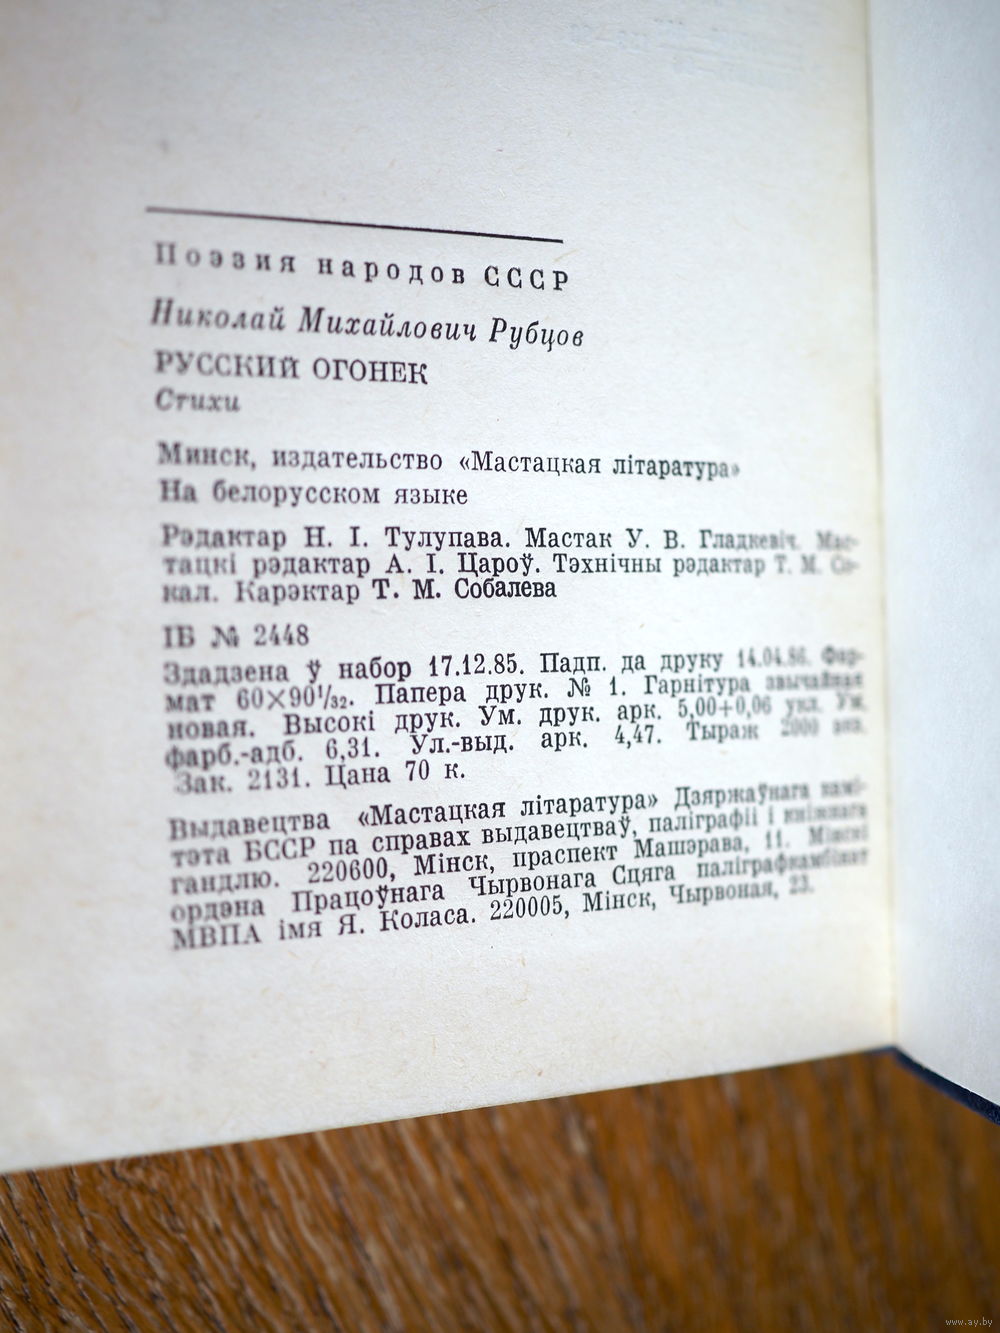 Поэзия народов СССР
Николай Михайлович Рубцов
РУССКИЙ ОГОНЕК
Стихи
Минск, издательство «Мастацкая літаратура»
На белорусском языке
Рэдактар Н. І. Тулупава. Мастак У. В. Гладкевіч. Мас-
тацкі рэдактар А. І. Цароў. Тэхнічны рэдактар Т. М. Со-
кал. Карэктар Т. М. Собалева
ІБ № 2448
Здадзена ў набор 17.12.85. Падп. да друку 14.04.86. Фар-
мат 60×90¹/₃₂. Папера друк. № 1. Гарнітура звычайная
новая. Высокі друк. Ум. друк. арк. 5,00+0,06 укл. Ум.
фарб.-адб. 6,31. Ул.-выд. арк. 4,47. Тыраж 2000 экз.
Зак. 2131. Цана 70 к.
Выдавецтва «Мастацкая літаратура» Дзяржаўнага камі-
тэта БССР па справах выдавецтваў, паліграфіі і кніжнага
гандлю. 220600, Мінск, праспект Машэрава, 11. Мінскі
ордэна Працоўнага Чырвонага Сцяга паліграфкамбінат
МВПА імя Я. Коласа. 220005, Мінск, Чырвоная, 23.
www.ay.by